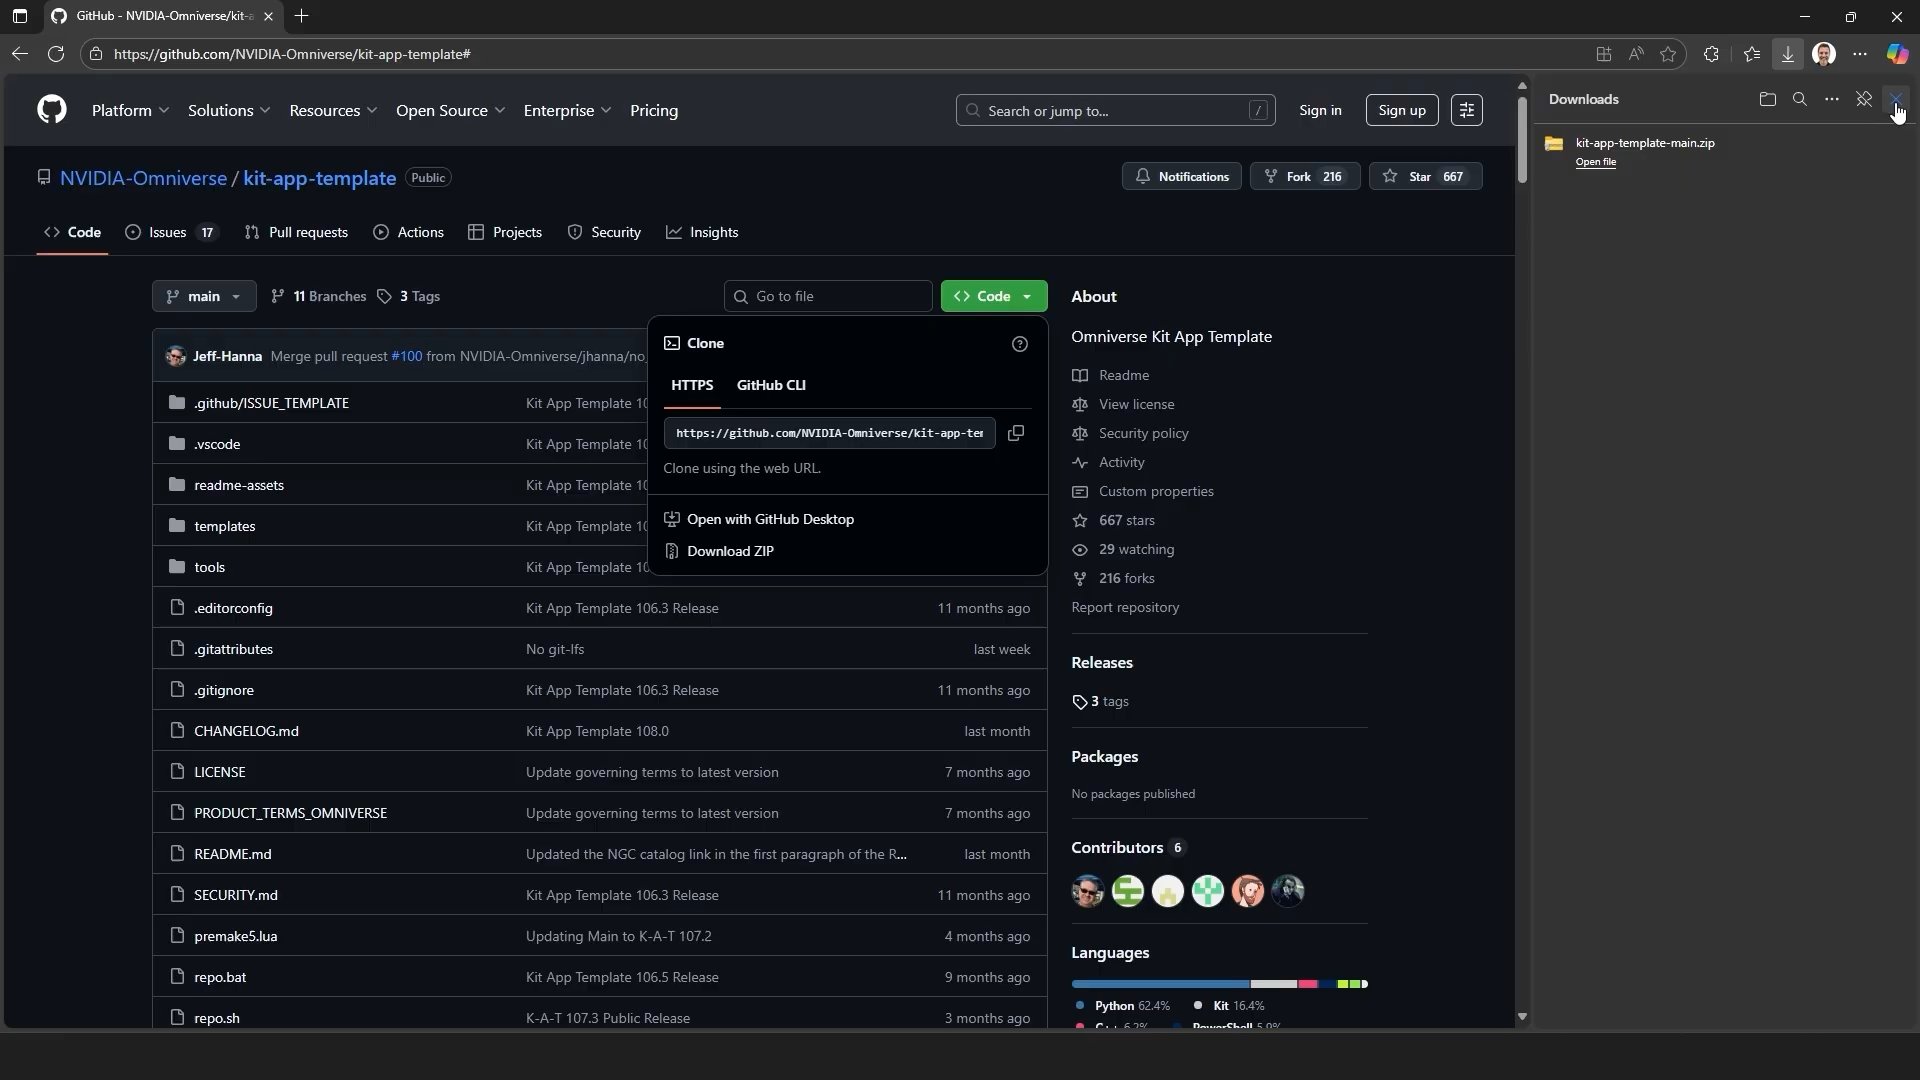 GitHub - NVIDIA-Omniverse/kit-a
https://github.com/NVIDIA-Omniverse/kit-app-template#
Platform Solutions Resources Open Source Enterprise Pricing
Search or jump to... /
Sign in Sign up
Downloads
kit-app-template-main.zip
Open file
NVIDIA-Omniverse / kit-app-template Public
Notifications Fork 216 Star 667
Code Issues 17 Pull requests Actions Projects Security Insights
main 11 Branches 3 Tags
Go to file
Code
Clone
HTTPS GitHub CLI
https://github.com/NVIDIA-Omniverse/kit-app-ter
Clone using the web URL.
Open with GitHub Desktop
Download ZIP
Jeff-Hanna Merge pull request #100 from NVIDIA-Omniverse/jhanna/no_
.github/ISSUE_TEMPLATE Kit App Template 10
.vscode Kit App Template 10
readme-assets Kit App Template 10
templates Kit App Template 10
tools Kit App Template 10
.editorconfig Kit App Template 106.3 Release 11 months ago
.gitattributes No git-lfs last week
.gitignore Kit App Template 106.3 Release 11 months ago
CHANGELOG.md Kit App Template 108.0 last month
LICENSE Update governing terms to latest version 7 months ago
PRODUCT_TERMS_OMNIVERSE Update governing terms to latest version 7 months ago
README.md Updated the NGC catalog link in the first paragraph of the R... last month
SECURITY.md Kit App Template 106.3 Release 11 months ago
premake5.lua Updating Main to K-A-T 107.2 4 months ago
repo.bat Kit App Template 106.5 Release 9 months ago
repo.sh K-A-T 107.3 Public Release 3 months ago
About
Omniverse Kit App Template
Readme
View license
Security policy
Activity
Custom properties
667 stars
29 watching
216 forks
Report repository
Releases
3 tags
Packages
No packages published
Contributors 6
Languages
Python 62.4% Kit 16.4%
C++ 6.2% PowerShell 5.9%